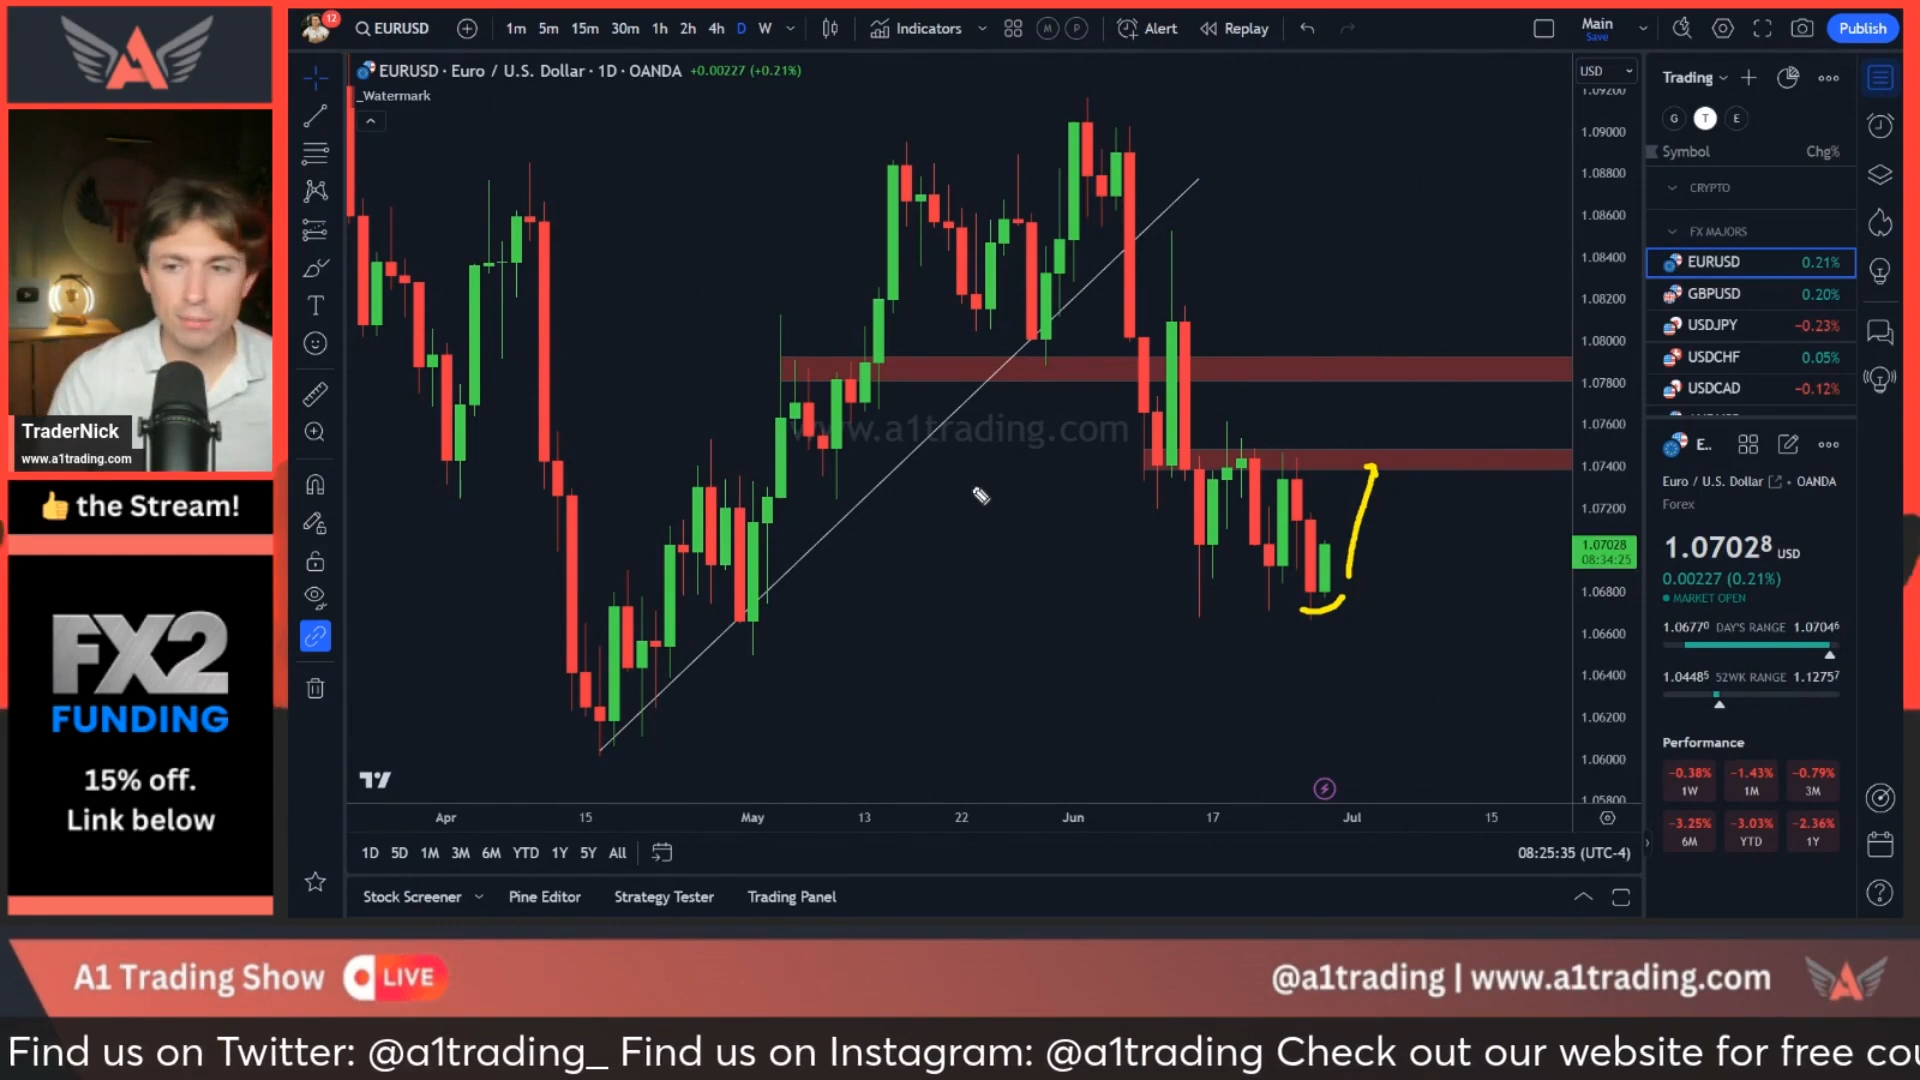 12
EURUSD
1m 5m 15m 30m 1h 2h 4h D W
Indicators
M P
Alert
Replay
Main
Save
Publish
EURUSD · Euro / U.S. Dollar · 1D · OANDA +0.00227 (+0.21%)
_Watermark
USD
1.09200
1.09000
1.08800
1.08600
1.08400
1.08200
1.08000
1.07800
1.07600
1.07400
1.07200
1.07028
08:34:25
1.06800
1.06600
1.06400
1.06200
1.06000
1.05800
www.a1trading.com
Apr 15 May 13 22 Jun 17 Jul 15
1D 5D 1M 3M 6M YTD 1Y 5Y All
08:25:35 (UTC-4)
Stock Screener Pine Editor Strategy Tester Trading Panel
Trading
G T E
Symbol Chg%
CRYPTO
FX MAJORS
EURUSD 0.21%
GBPUSD 0.20%
USDJPY −0.23%
USDCHF 0.05%
USDCAD −0.12%
E..
Euro / U.S. Dollar • OANDA
Forex
1.07028 USD
0.00227 (0.21%)
MARKET OPEN
1.06770 DAY'S RANGE 1.07046
1.04485 52WK RANGE 1.12757
Performance
−0.38% −1.43% −0.79%
1W 1M 3M
−3.25% −3.03% −2.36%
6M YTD 1Y
TraderNick
www.a1trading.com
👍 the Stream!
FX2
FUNDING
15% off.
Link below
A1 Trading Show LIVE
@a1trading | www.a1trading.com
Find us on Twitter: @a1trading_ Find us on Instagram: @a1trading Check out our website for free cou